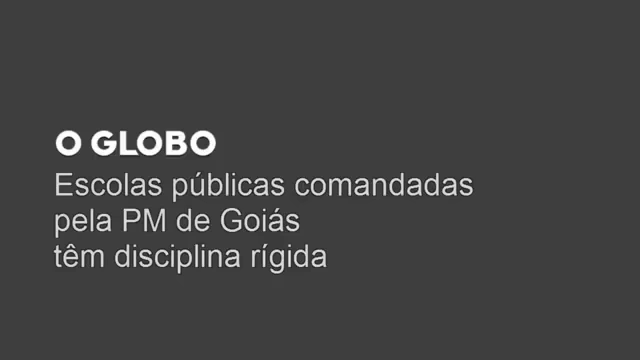 O GLOBO
Escolas públicas comandadas
pela PM de Goiás
têm disciplina rígida